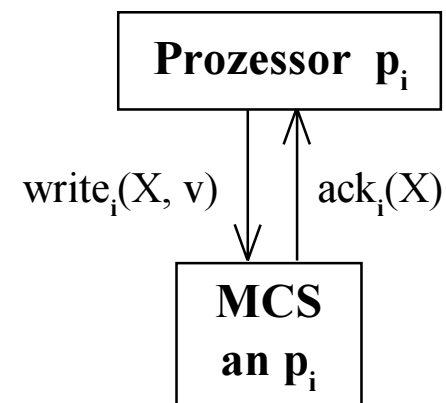 Prozessor p_i
write_i(X, v) ack_i(X)
MCS
an p_i